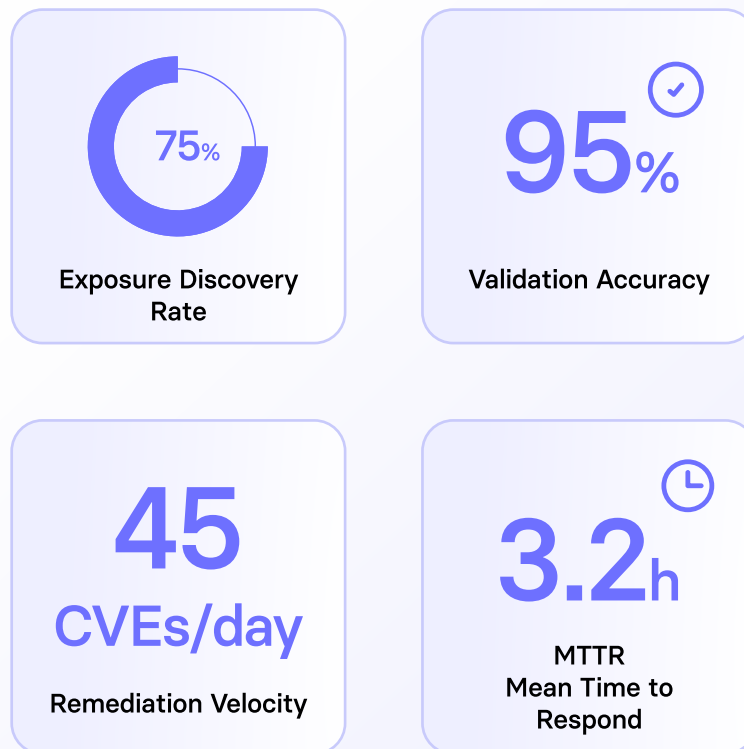 75%
Exposure Discovery
Rate
95%
Validation Accuracy
45
CVEs/day
Remediation Velocity
3.2h
MTTR
Mean Time to
Respond